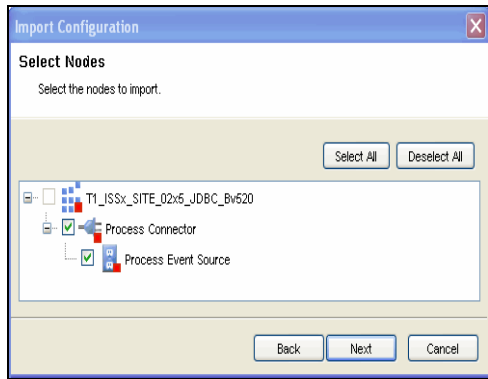 Import Configuration
Select Nodes
Select the nodes to import.
Select All Deselect All
T1_ISSx_SITE_02x5_JDBC_Bv520
Process Connector
Process Event Source
Back Next Cancel